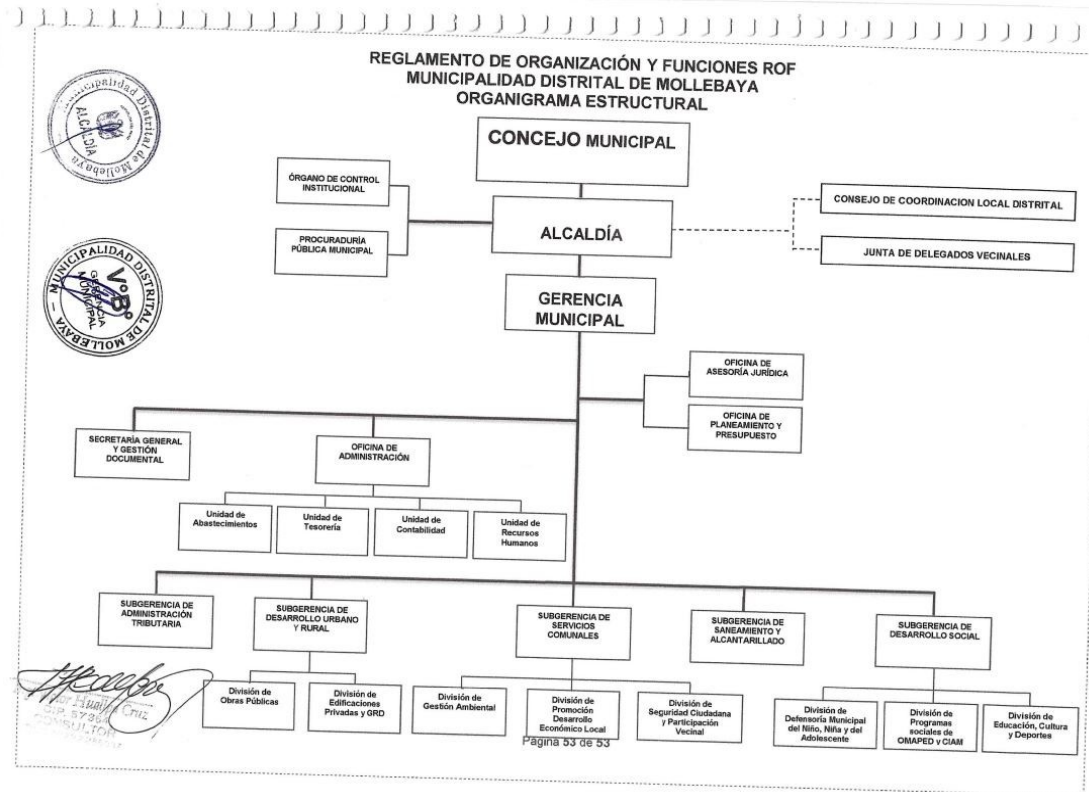 REGLAMENTO DE ORGANIZACIÓN Y FUNCIONES ROF
MUNICIPALIDAD DISTRITAL DE MOLLEBAYA
ORGANIGRAMA ESTRUCTURAL
Municipalidad Distrital de Mollebaya
ALCALDÍA
CONCEJO MUNICIPAL
ÓRGANO DE CONTROL
INSTITUCIONAL
PROCURADURÍA
PÚBLICA MUNICIPAL
ALCALDÍA
CONSEJO DE COORDINACION LOCAL DISTRITAL
JUNTA DE DELEGADOS VECINALES
MUNICIPALIDAD DISTRITAL DE MOLLEBAYA
V°B°
GERENCIA
MUNICIPAL
GERENCIA
MUNICIPAL
OFICINA DE
ASESORÍA JURÍDICA
OFICINA DE
PLANEAMIENTO Y
PRESUPUESTO
SECRETARÍA GENERAL
Y GESTIÓN
DOCUMENTAL
OFICINA DE
ADMINISTRACIÓN
Unidad de
Abastecimientos
Unidad de
Tesorería
Unidad de
Contabilidad
Unidad de
Recursos
Humanos
SUBGERENCIA DE
ADMINISTRACIÓN
TRIBUTARIA
SUBGERENCIA DE
DESARROLLO URBANO
Y RURAL
SUBGERENCIA DE
SERVICIOS
COMUNALES
SUBGERENCIA DE
SANEAMIENTO Y
ALCANTARILLADO
SUBGERENCIA DE
DESARROLLO SOCIAL
División de
Obras Públicas
División de
Edificaciones
Privadas y GRD
División de
Gestión Ambiental
División de
Promoción
Desarrollo
Económico Local
División de
Seguridad Ciudadana
y Participación
Vecinal
División de
Defensoría Municipal
del Niño, Niña y del
Adolescente
División de
Programas
sociales de
OMAPED y CIAM
División de
Educación, Cultura
y Deportes
Cruz
CONSULTOR
Página 53 de 53